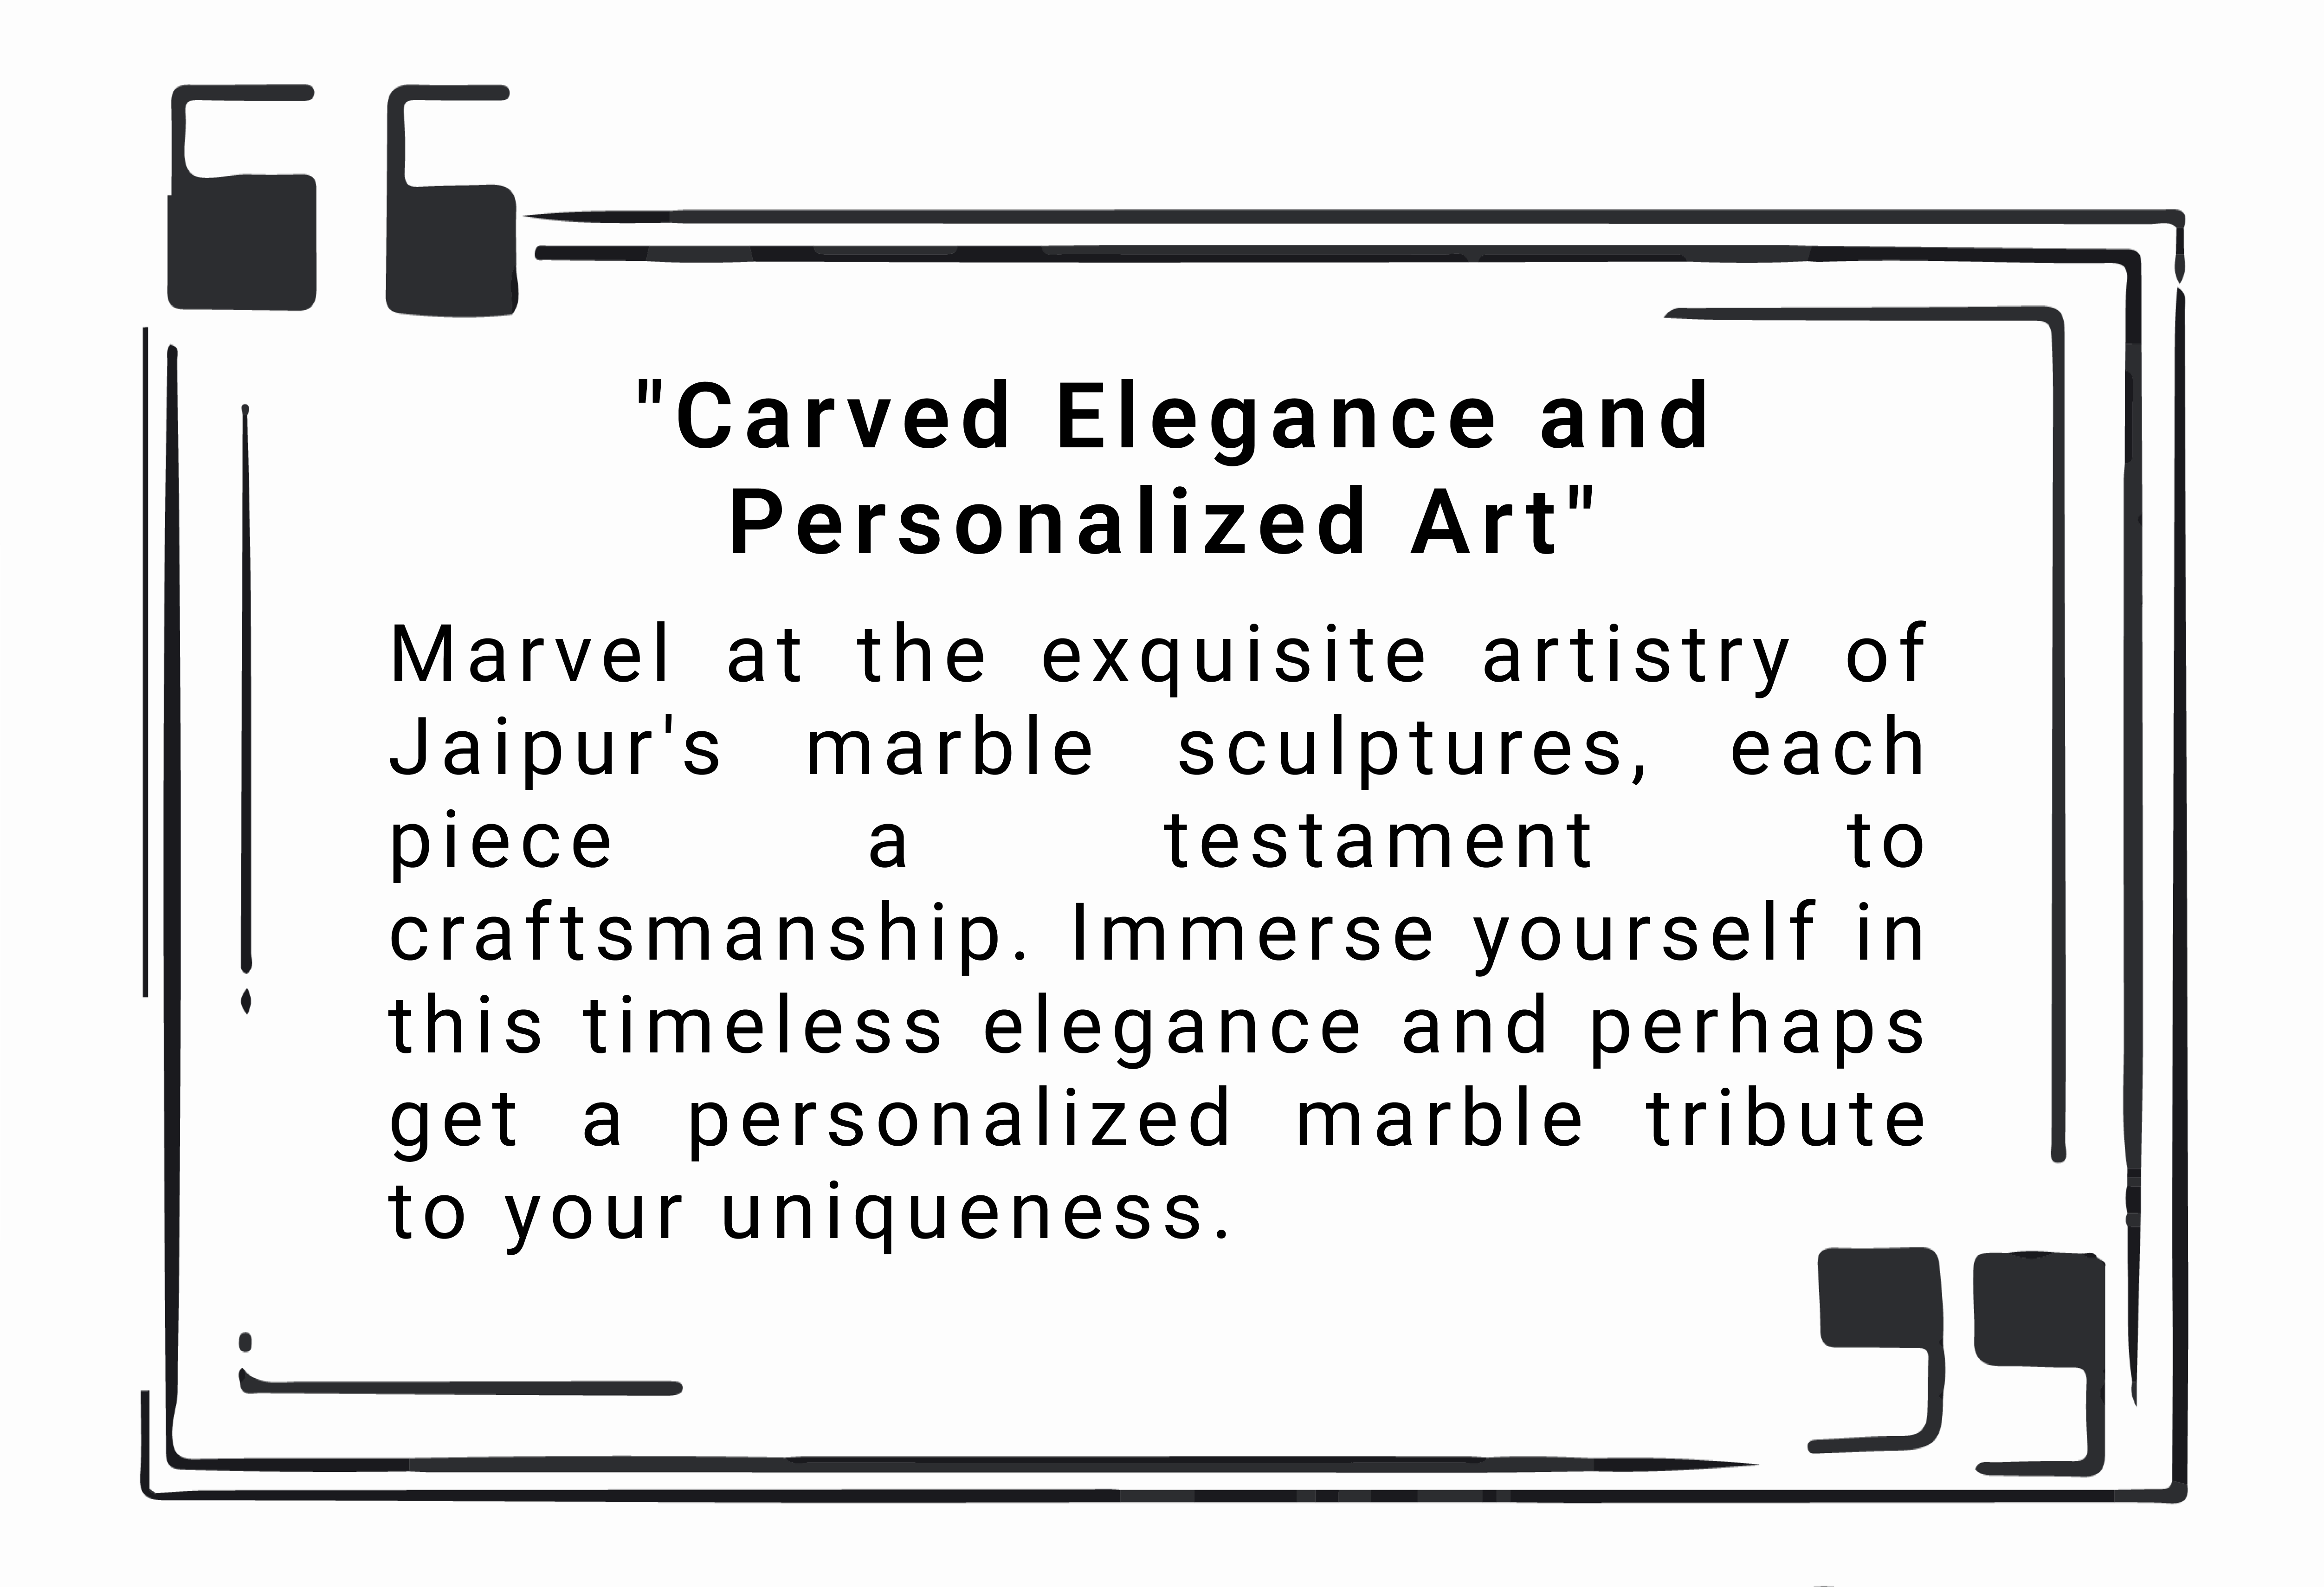 "Carved Elegance and
Personalized Art"
Marvel at the exquisite artistry of
Jaipur's marble sculptures, each
piece a testament to
craftsmanship. Immerse yourself in
this timeless elegance and perhaps
get a personalized marble tribute
to your uniqueness.